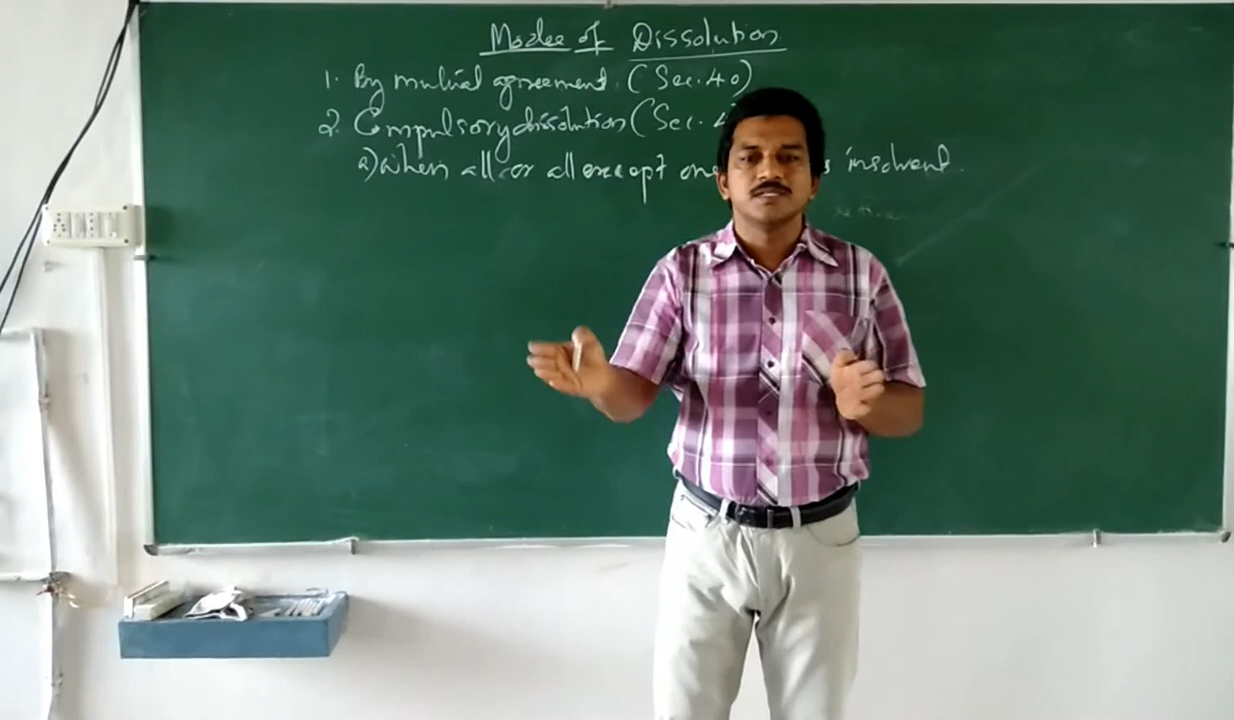 Modes of Dissolution
1. By mutual agreement. (Sec. 40)
2. Compulsory dissolution (Sec. 4
a) When all or all except one insolvent.